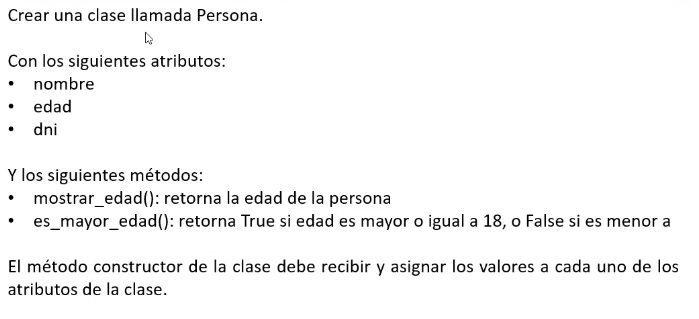 Crear una clase llamada Persona.
Con los siguientes atributos:
• nombre
• edad
• dni
Y los siguientes métodos:
• mostrar_edad(): retorna la edad de la persona
• es_mayor_edad(): retorna True si edad es mayor o igual a 18, o False si es menor a
El método constructor de la clase debe recibir y asignar los valores a cada uno de los
atributos de la clase.